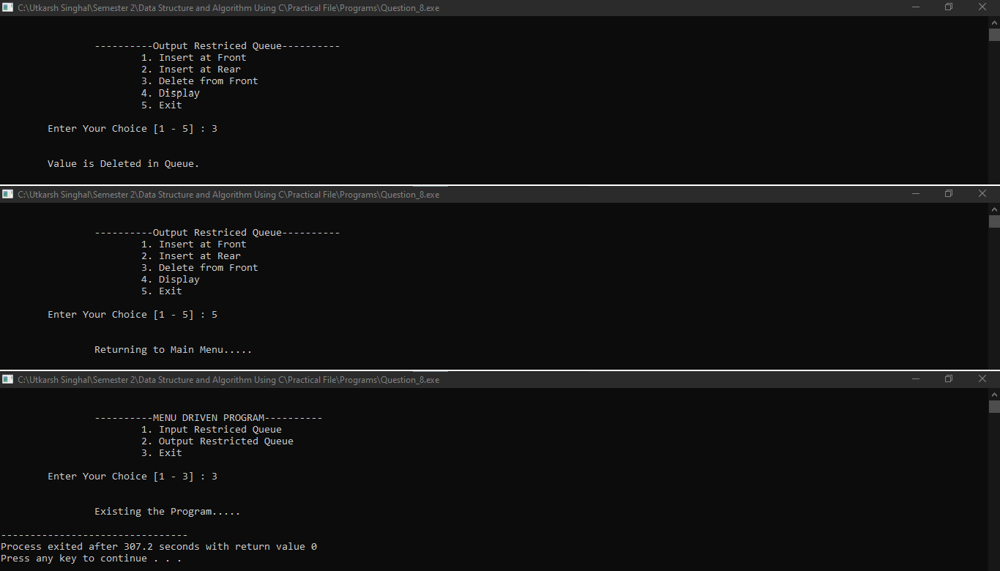 C:\Utkarsh Singhal\Semester 2\Data Structure and Algorithm Using C\Practical File\Programs\Question_8.exe
----------Output Restriced Queue----------
1. Insert at Front
2. Insert at Rear
3. Delete from Front
4. Display
5. Exit
Enter Your Choice [1 - 5] : 3
Value is Deleted in Queue.
C:\Utkarsh Singhal\Semester 2\Data Structure and Algorithm Using C\Practical File\Programs\Question_8.exe
----------Output Restriced Queue----------
1. Insert at Front
2. Insert at Rear
3. Delete from Front
4. Display
5. Exit
Enter Your Choice [1 - 5] : 5
Returning to Main Menu.....
C:\Utkarsh Singhal\Semester 2\Data Structure and Algorithm Using C\Practical File\Programs\Question_8.exe
----------MENU DRIVEN PROGRAM----------
1. Input Restriced Queue
2. Output Restricted Queue
3. Exit
Enter Your Choice [1 - 3] : 3
Existing the Program.....
--------------------------------
Process exited after 307.2 seconds with return value 0
Press any key to continue . . .